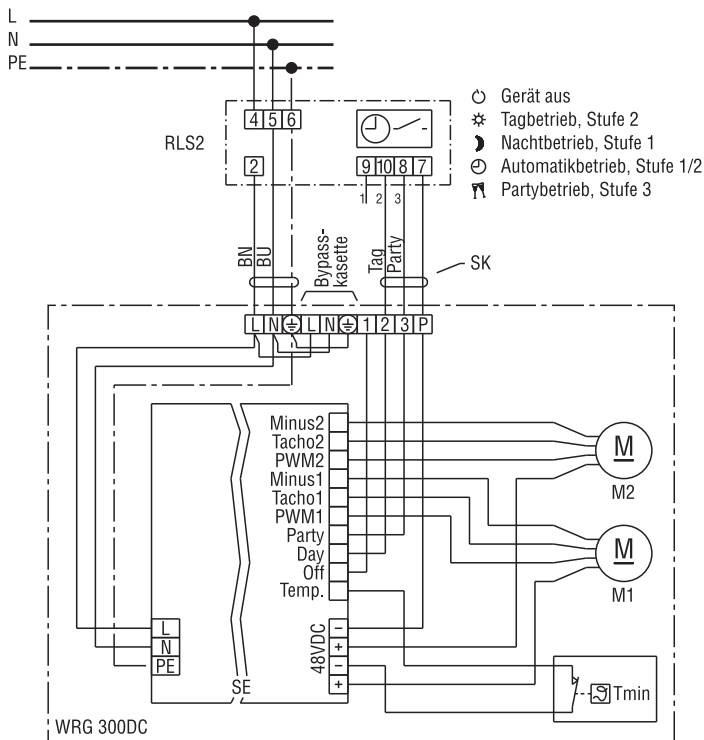 L
N
PE
RLS2
4 5 6
2
9 10 8 7
1 2 3
Gerät aus
Tagbetrieb, Stufe 2
Nachtbetrieb, Stufe 1
Automatikbetrieb, Stufe 1/2
Partybetrieb, Stufe 3
BN
BU
Bypass-
kasette
Tag
Party
SK
L N L N 1 2 3 P
Minus2
Tacho2
PWM2
Minus1
Tacho1
PWM1
Party
Day
Off
Temp.
M
M2
M
M1
L
N
PE
SE
48VDC
–
+
–
+
Tmin
WRG 300DC